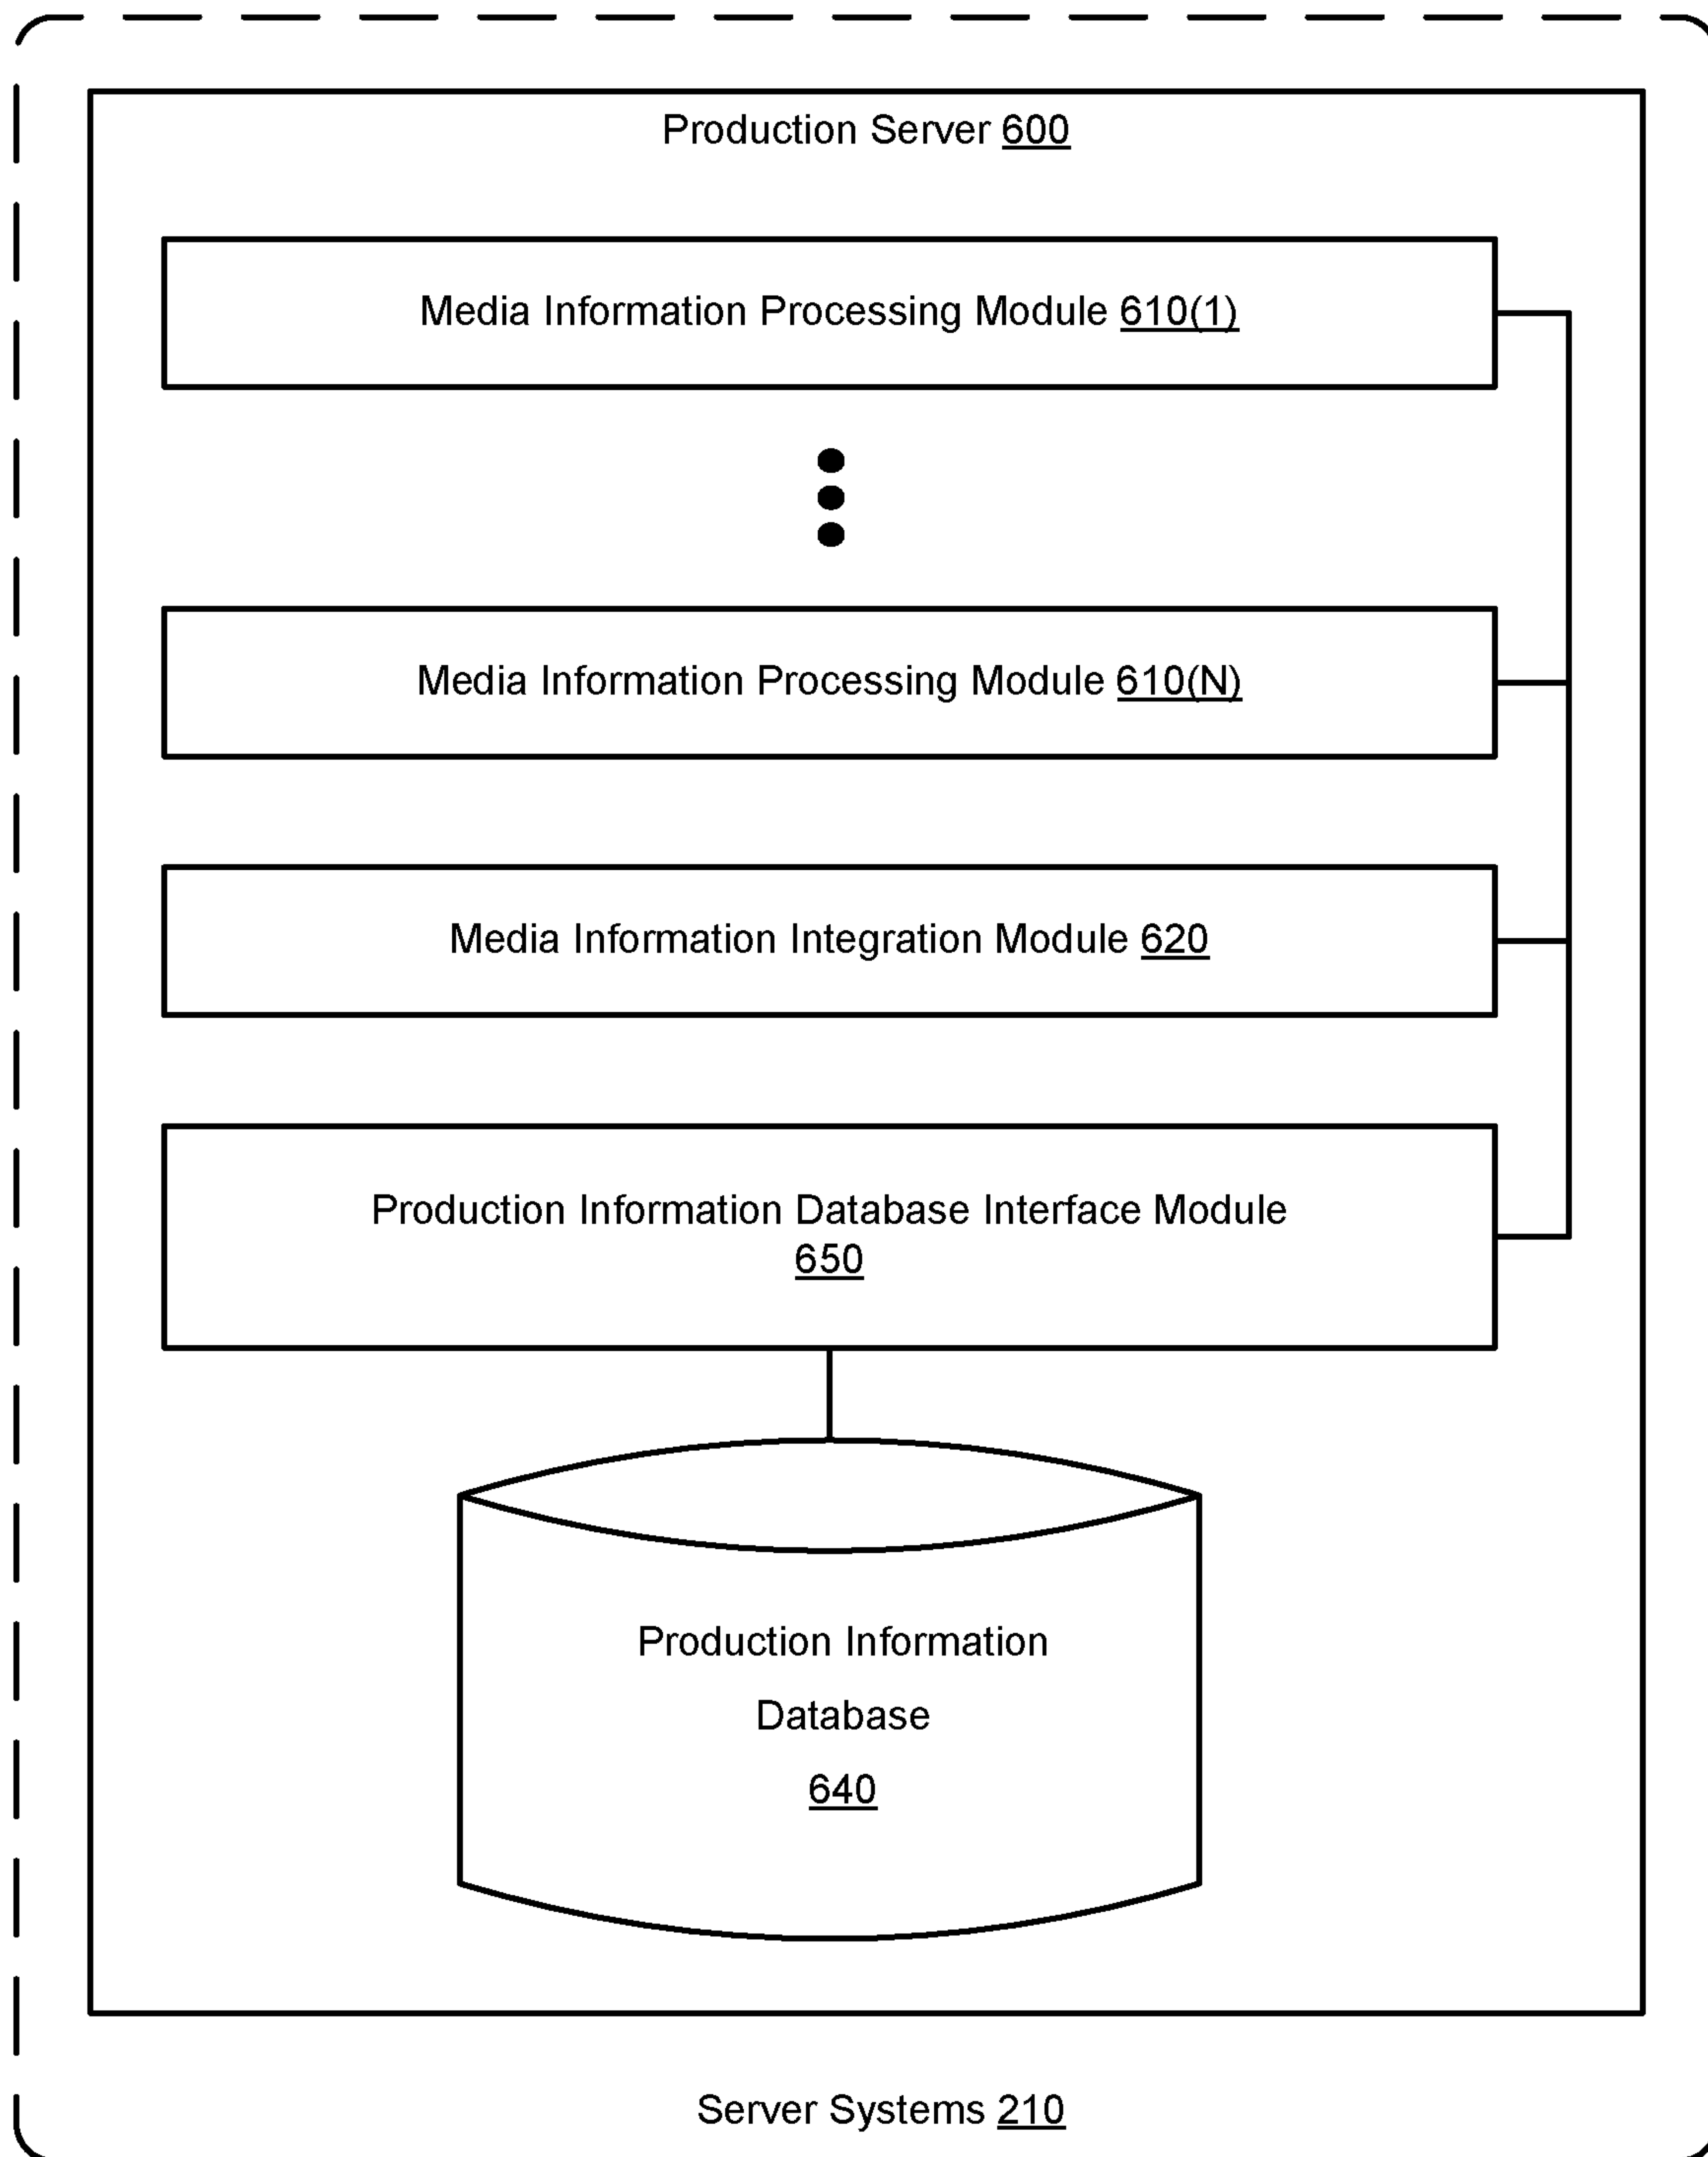 Production Server 600
Media Information Processing Module 610(1)
Media Information Processing Module 610(N)
Media Information Integration Module 620
Production Information Database Interface Module
650
Production Information
Database
640
Server Systems 210